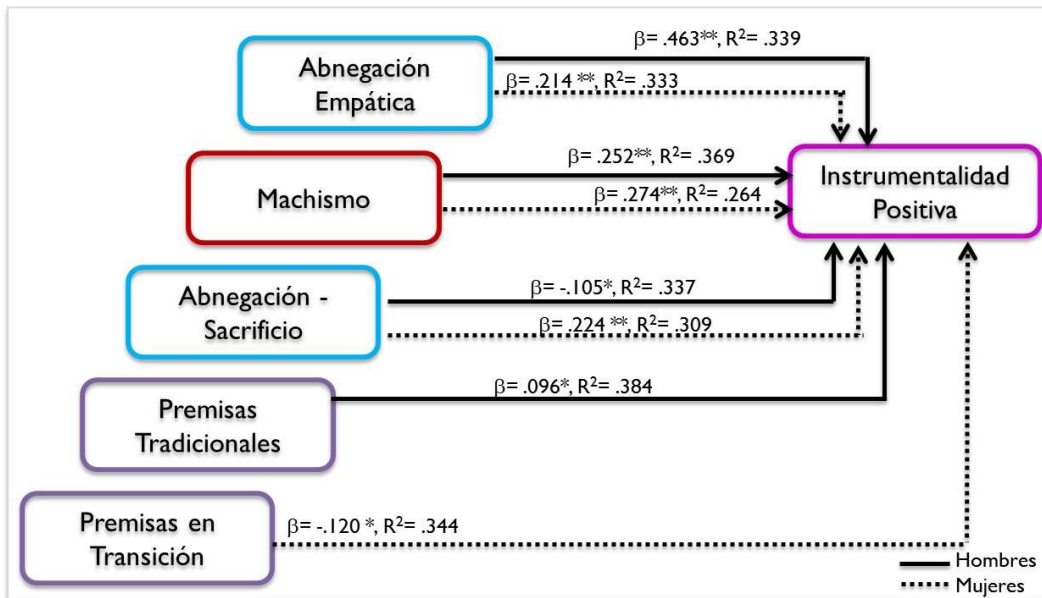 β= .463**, R²= .339
Abnegación
Empática
β= .214 **, R²= .333
Machismo
β= .252**, R²= .369
β= .274**, R²= .264
Instrumentalidad
Positiva
Abnegación -
Sacrificio
β= -.105*, R²= .337
β= .224 **, R²= .309
Premisas
Tradicionales
β= .096*, R²= .384
Premisas en
Transición
β= -.120 *, R²= .344
Hombres
Mujeres